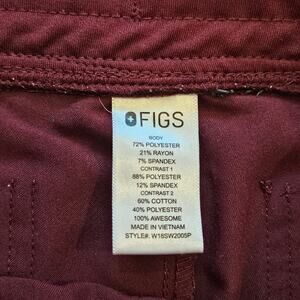 FIGS
BODY
72% POLYESTER
21% RAYON
7% SPANDEX
CONTRAST 1
88% POLYESTER
12% SPANDEX
CONTRAST 2
60% COTTON
40% POLYESTER
100% AWESOME
MADE IN VIETNAM
STYLE#: W18SW2005P